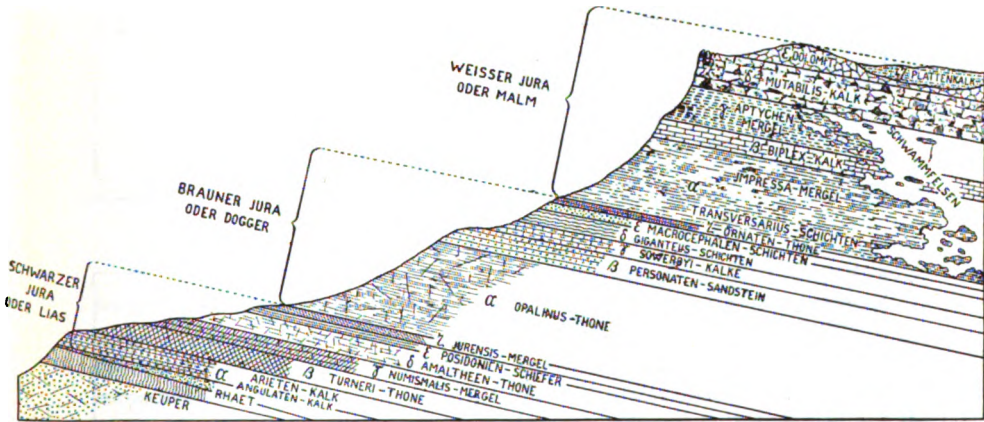 WEISSER JURA
ODER MALM
BRAUNER JURA
ODER DOGGER
SCHWARZER
JURA
ODER LIAS
DOLOMIT
PLATTENKALK
MUTABILIS-KALK
APTYCHEN
MERGEL
SCHWAMMFELSEN
β BIPLEX-KALK
JMPRESSA-MERGEL
α
TRANSVERSARIUS-SCHICHTEN
ζ ORNATEN-THONE
ε MACROCEPHALEN-SCHICHTEN
δ GIGANTEUS-SCHICHTEN
γ SOWERBYI-KALKE
β PERSONATEN-SANDSTEIN
α OPALINUS-THONE
ζ JURENSIS-MERGEL
ε POSIDONIEN-SCHIEFER
δ AMALTHEEN-THONE
γ NUMISMALIS-MERGEL
β TURNERI-THONE
α ARIETEN-KALK
ANGULATEN-KALK
RHAET
KEUPER